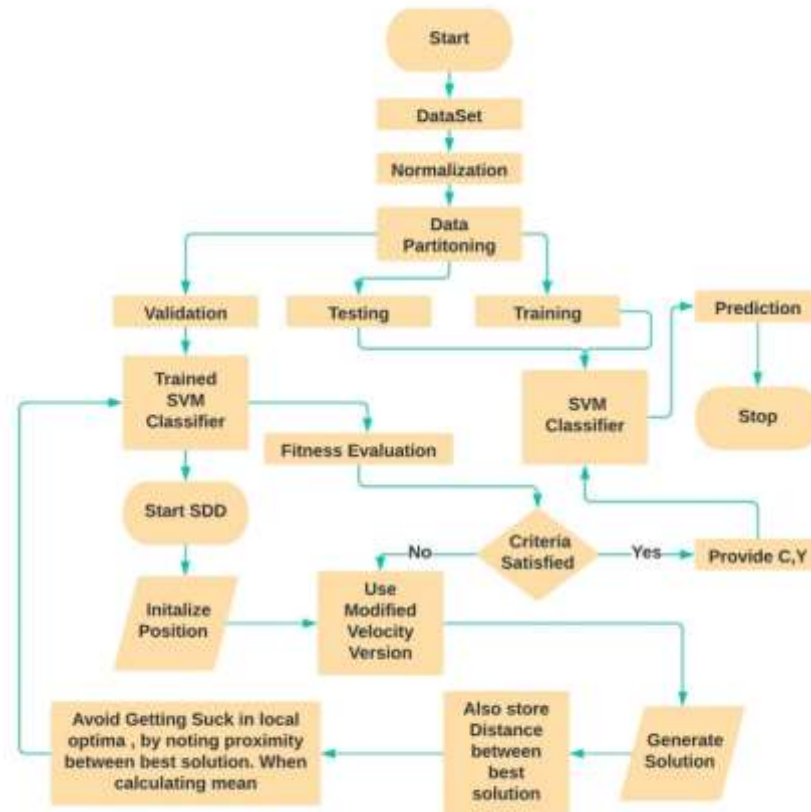 Start
DataSet
Normalization
Data
Partitoning
Validation
Testing
Training
Prediction
Trained
SVM
Classifier
SVM
Classifier
Stop
Fitness Evaluation
Start SDD
Criteria
Satisfied
No
Yes
Provide C,Y
Initalize
Position
Use
Modified
Velocity
Version
Avoid Getting Suck in local
optima , by noting proximity
between best solution. When
calculating mean
Also store
Distance
between
best
solution
Generate
Solution